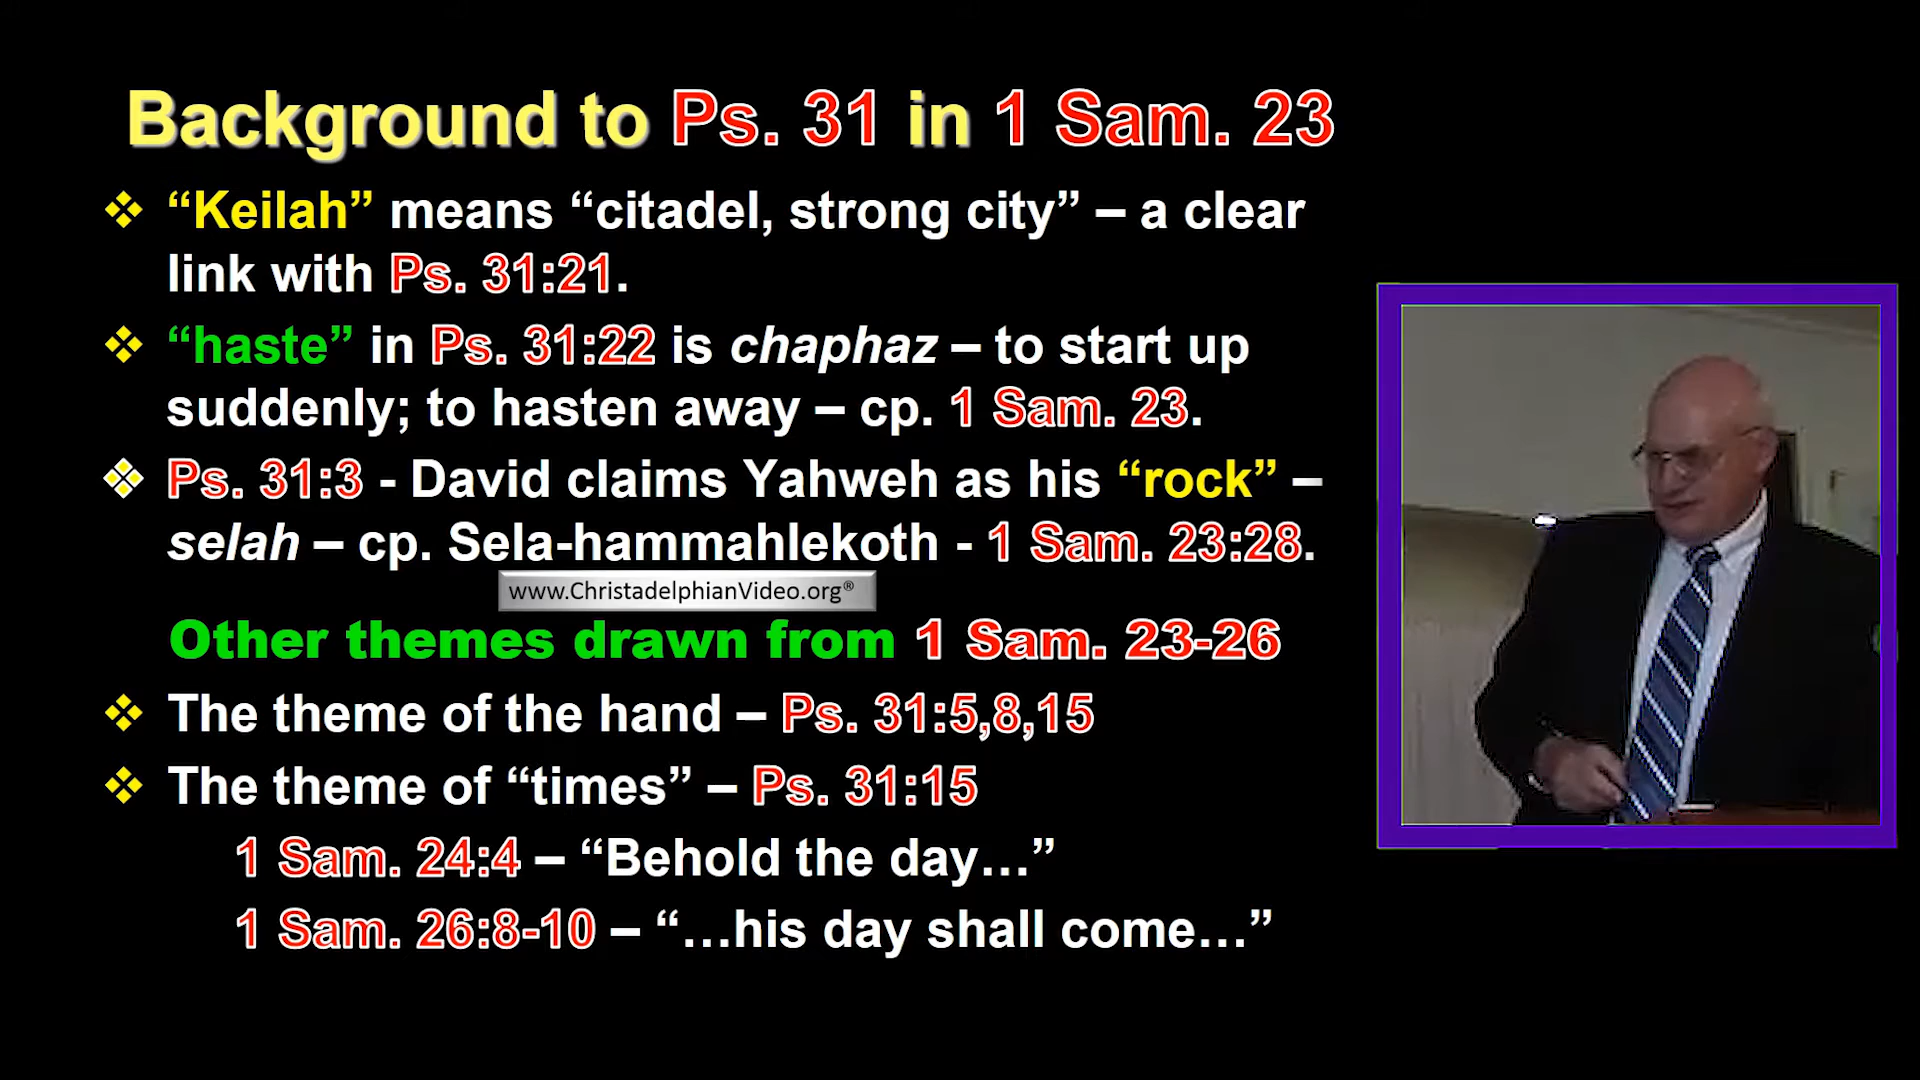 Background to Ps. 31 in 1 Sam. 23
❖ “Keilah” means “citadel, strong city” – a clear
link with Ps. 31:21.
❖ “haste” in Ps. 31:22 is chaphaz – to start up
suddenly; to hasten away – cp. 1 Sam. 23.
❖ Ps. 31:3 - David claims Yahweh as his “rock” –
selah – cp. Sela-hammahlekoth - 1 Sam. 23:28.
www.ChristadelphianVideo.org®
Other themes drawn from 1 Sam. 23-26
❖ The theme of the hand – Ps. 31:5,8,15
❖ The theme of “times” – Ps. 31:15
1 Sam. 24:4 – “Behold the day…”
1 Sam. 26:8-10 – “…his day shall come…”